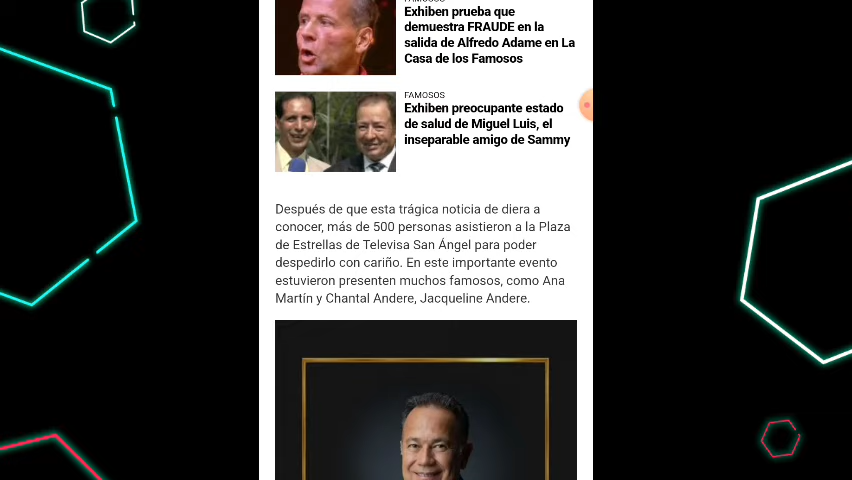 Exhiben prueba que
demuestra FRAUDE en la
salida de Alfredo Adame en La
Casa de los Famosos
FAMOSOS
Exhiben preocupante estado
de salud de Miguel Luis, el
inseparable amigo de Sammy
Después de que esta trágica noticia de diera a
conocer, más de 500 personas asistieron a la Plaza
de Estrellas de Televisa San Ángel para poder
despedirlo con cariño. En este importante evento
estuvieron presenten muchos famosos, como Ana
Martín y Chantal Andere, Jacqueline Andere.